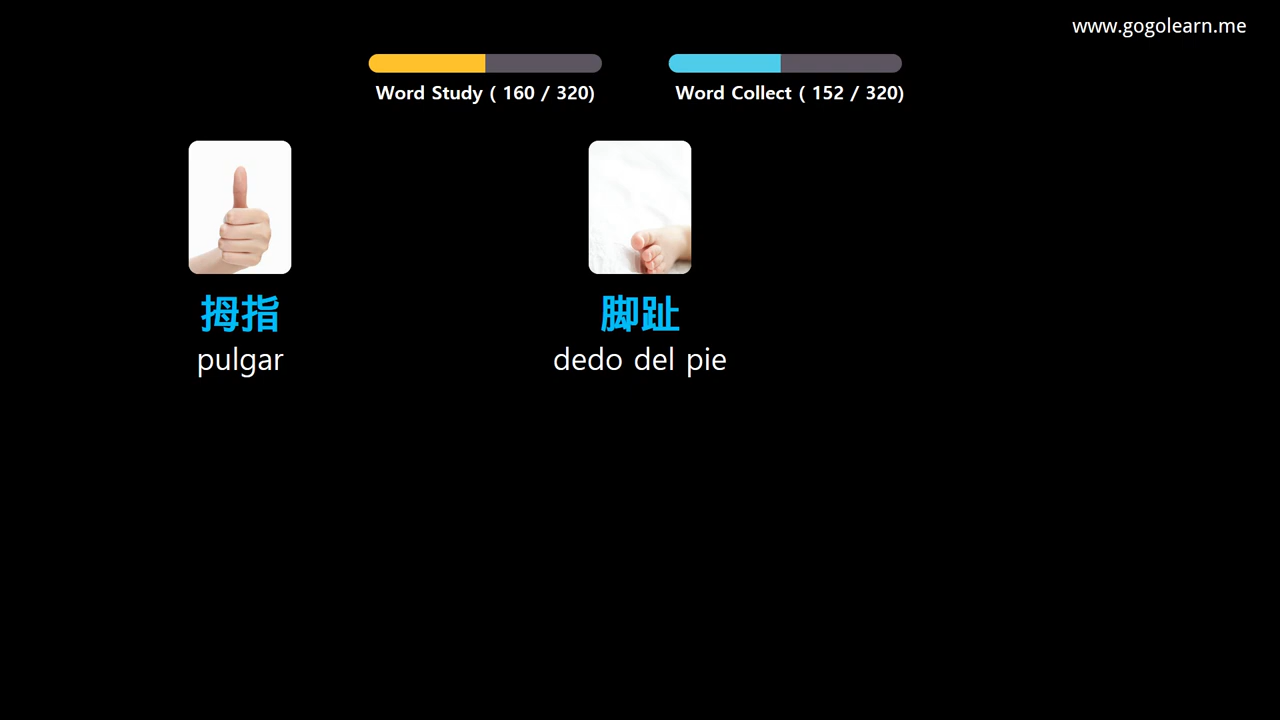 www.gogolearn.me
Word Study ( 160 / 320)
Word Collect ( 152 / 320)
拇指
pulgar
脚趾
dedo del pie